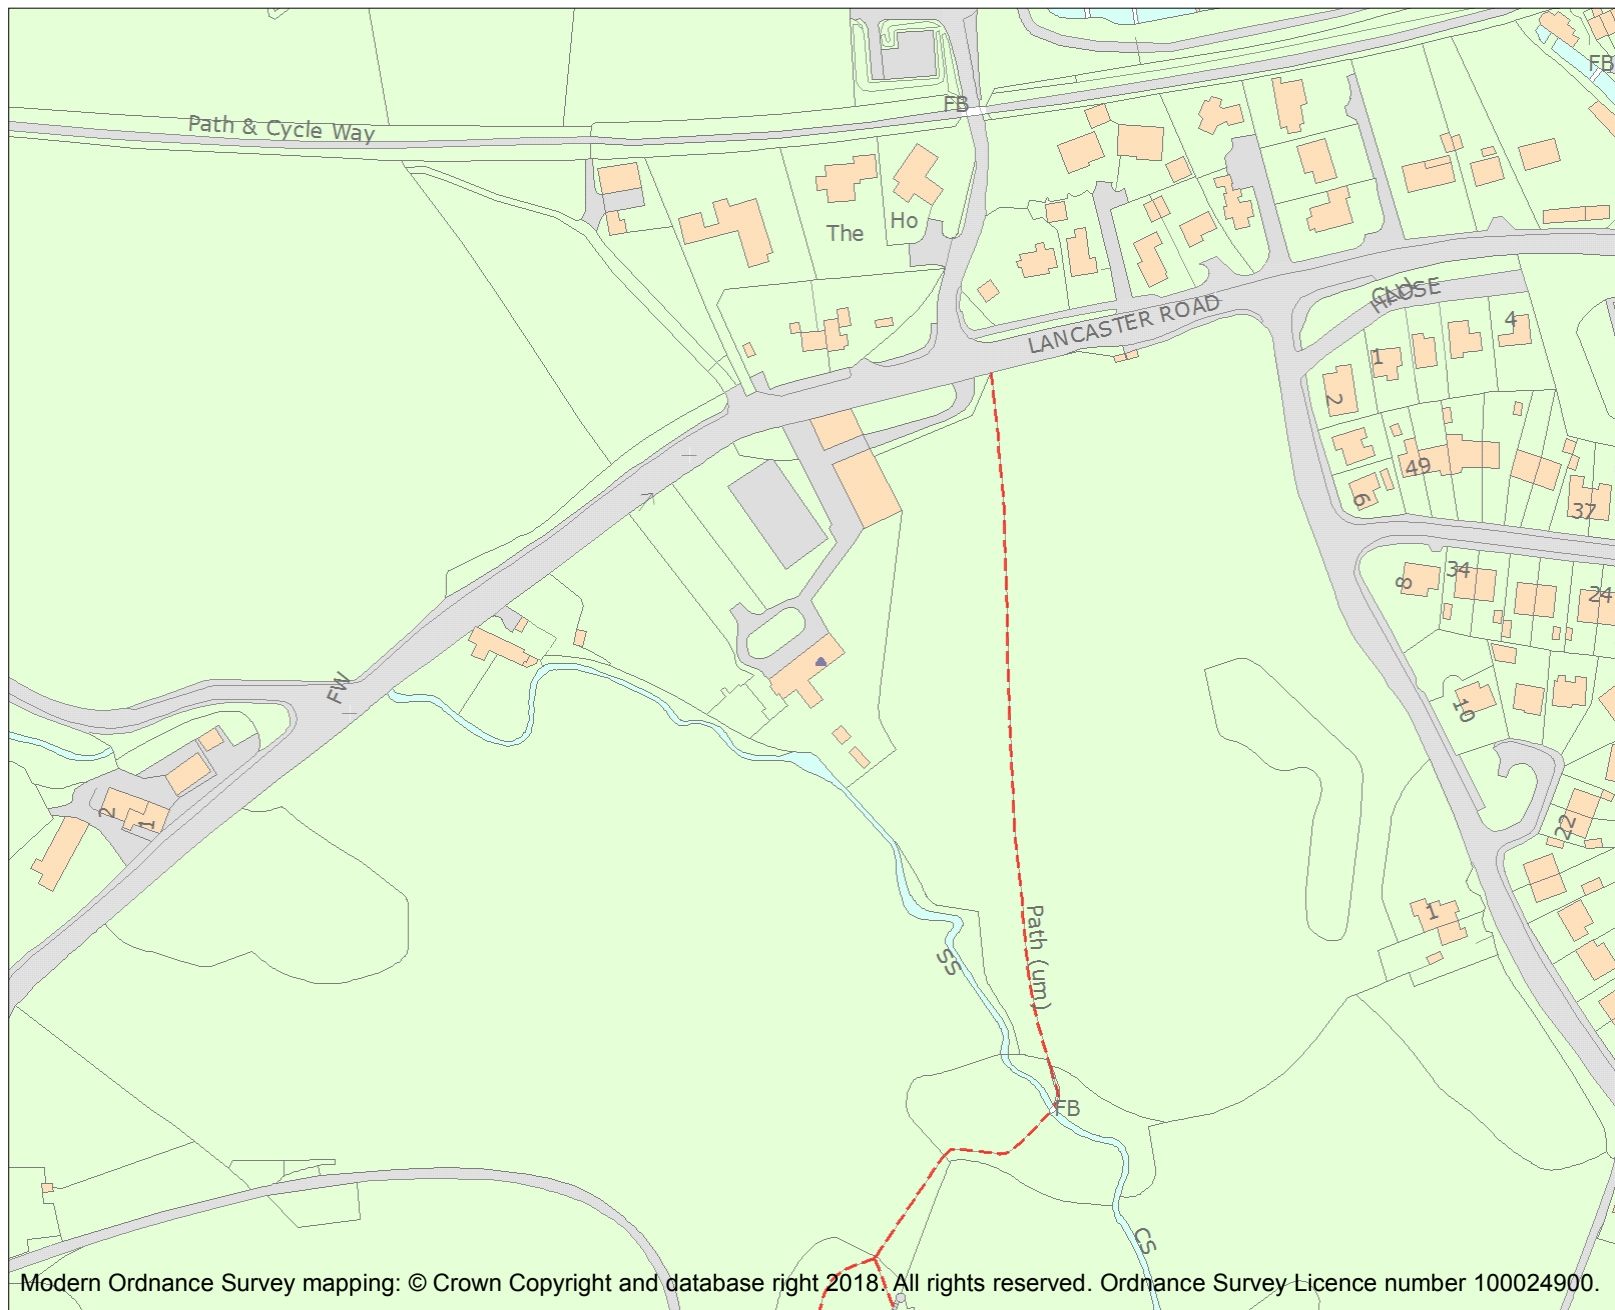 FB
FB
Path & Cycle Way
The
Ho
CLOSE
LANCASTER ROAD
4
1
2
49
6
37
34
8
24
FW
10
2
1
22
1
Path (um)
SS
FB
CS
Modern Ordnance Survey mapping: © Crown Copyright and database right 2018. All rights reserved. Ordnance Survey Licence number 100024900.